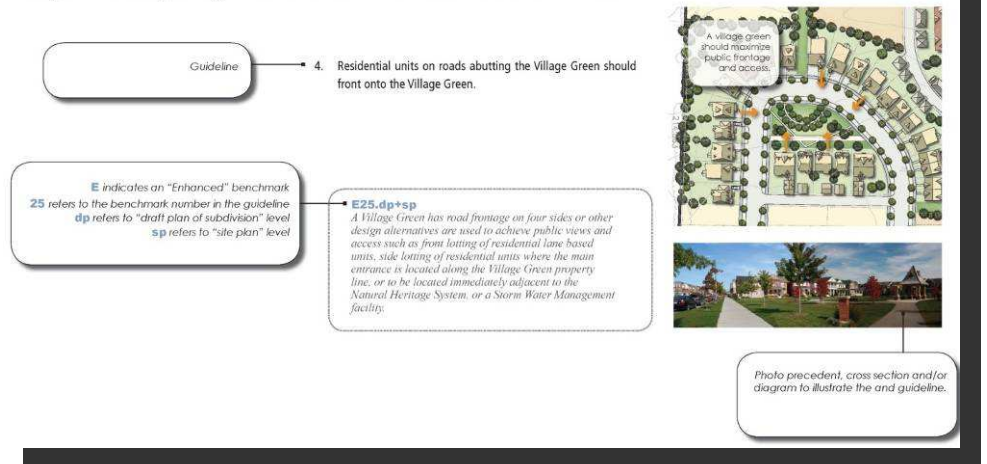 Guideline
4. Residential units on roads abutting the Village Green should
front onto the Village Green.
A village green
should maximize
public frontage
and access.
E indicates an "Enhanced" benchmark
25 refers to the benchmark number in the guideline
dp refers to "draft plan of subdivision" level
sp refers to "site plan" level
E25.dp+sp
A Village Green has road frontage on four sides or other
design alternatives are used to achieve public views and
access such as front lotting of residential lane based
units, side lotting of residential units where the main
entrance is located along the Village Green property
line, or to be located immediately adjacent to the
Natural Heritage System, or a Storm Water Management
facility.
Photo precedent, cross section and/or
diagram to illustrate the and guideline.